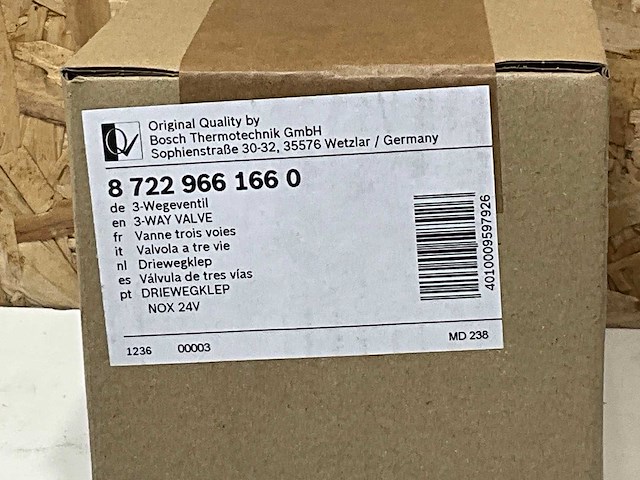 QV
Original Quality by
Bosch Thermotechnik GmbH
Sophienstraße 30-32, 35576 Wetzlar / Germany
8 722 966 166 0
de 3-Wegeventil
en 3-WAY VALVE
fr Vanne trois voies
it Valvola a tre vie
nl Driewegklep
es Válvula de tres vías
pt DRIEWEGKLEP
NOX 24V
4010009597926
1236 00003
MD 238